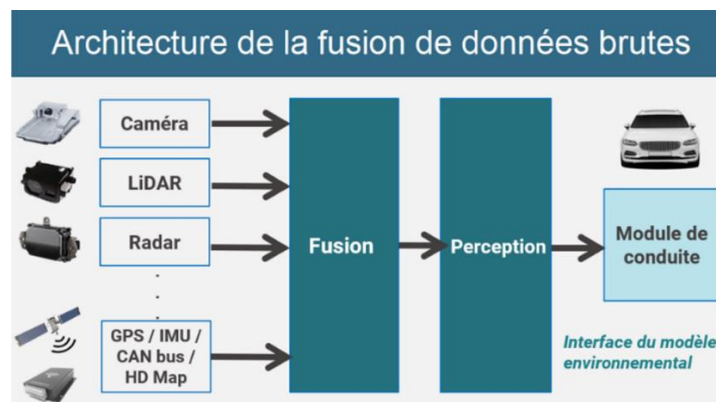 Architecture de la fusion de données brutes
Caméra
LiDAR
Radar
GPS / IMU /
CAN bus /
HD Map
Fusion
Perception
Module de
conduite
Interface du modèle
environnemental